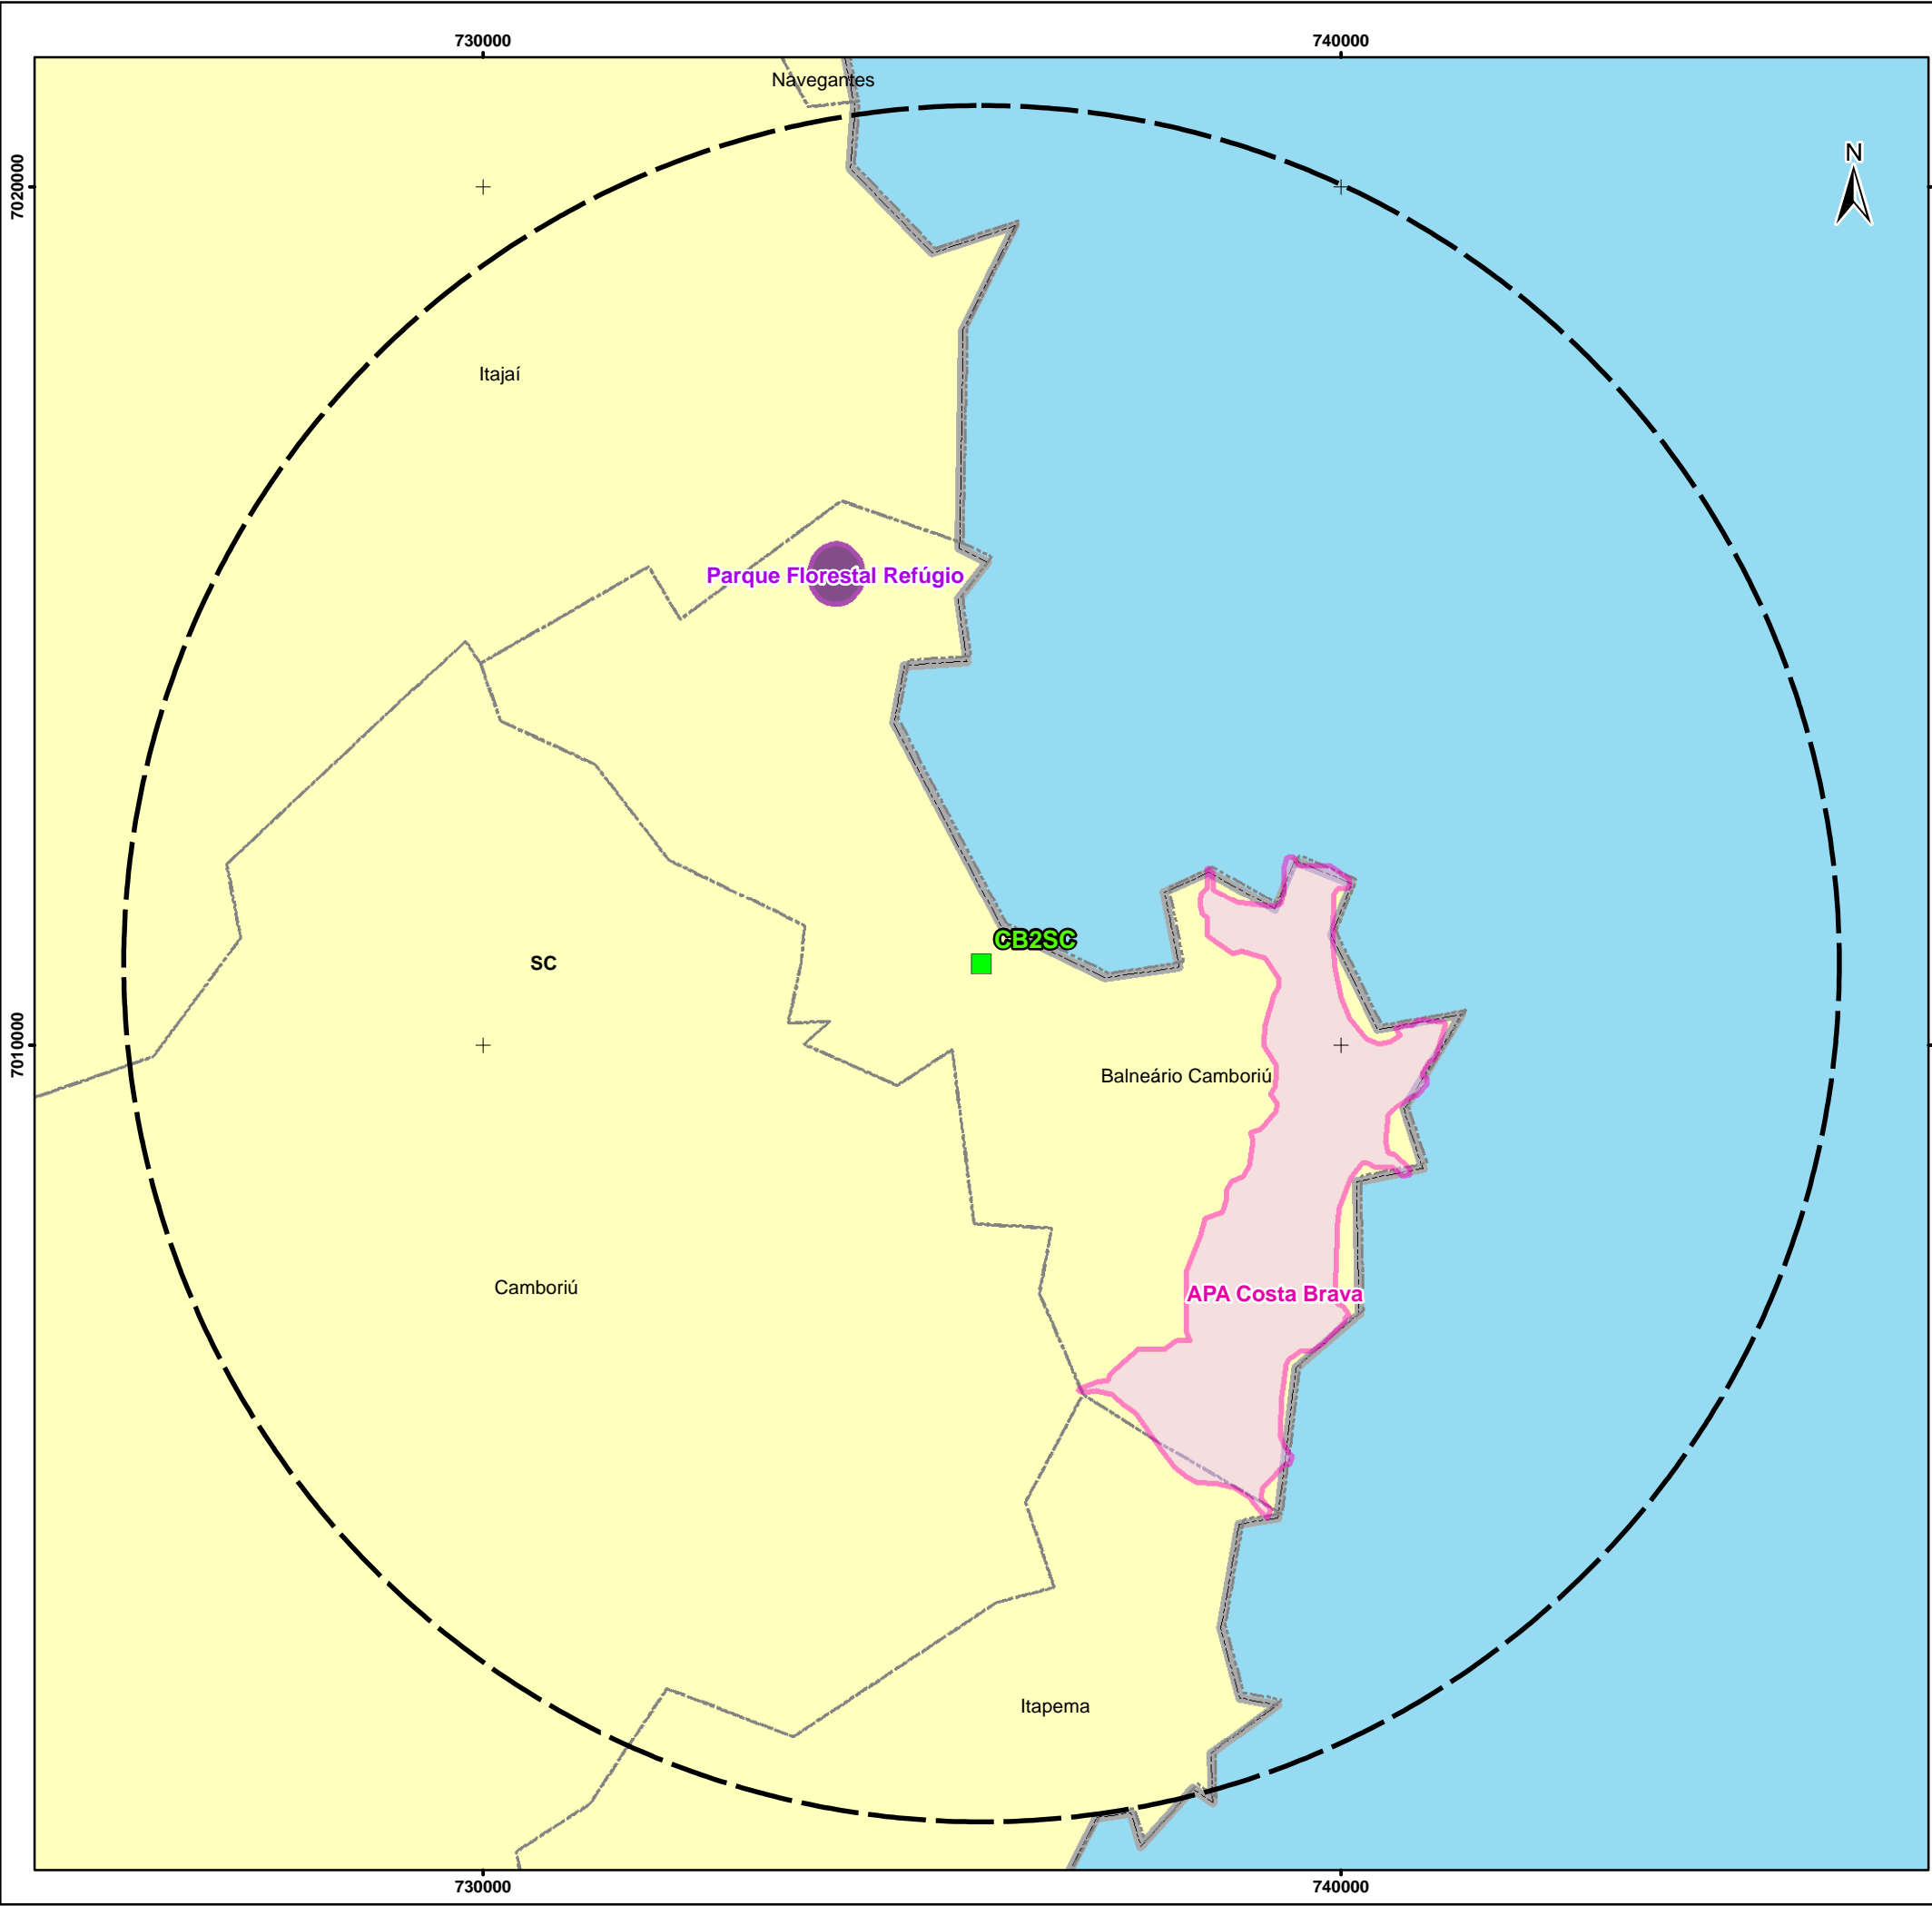 730000
740000
Navegantes
N
7020000
Itajaí
Parque Florestal Refúgio
CB2SC
SC
7010000
Balneário Camboriú
Camboriú
APA Costa Brava
Itapema
730000
740000